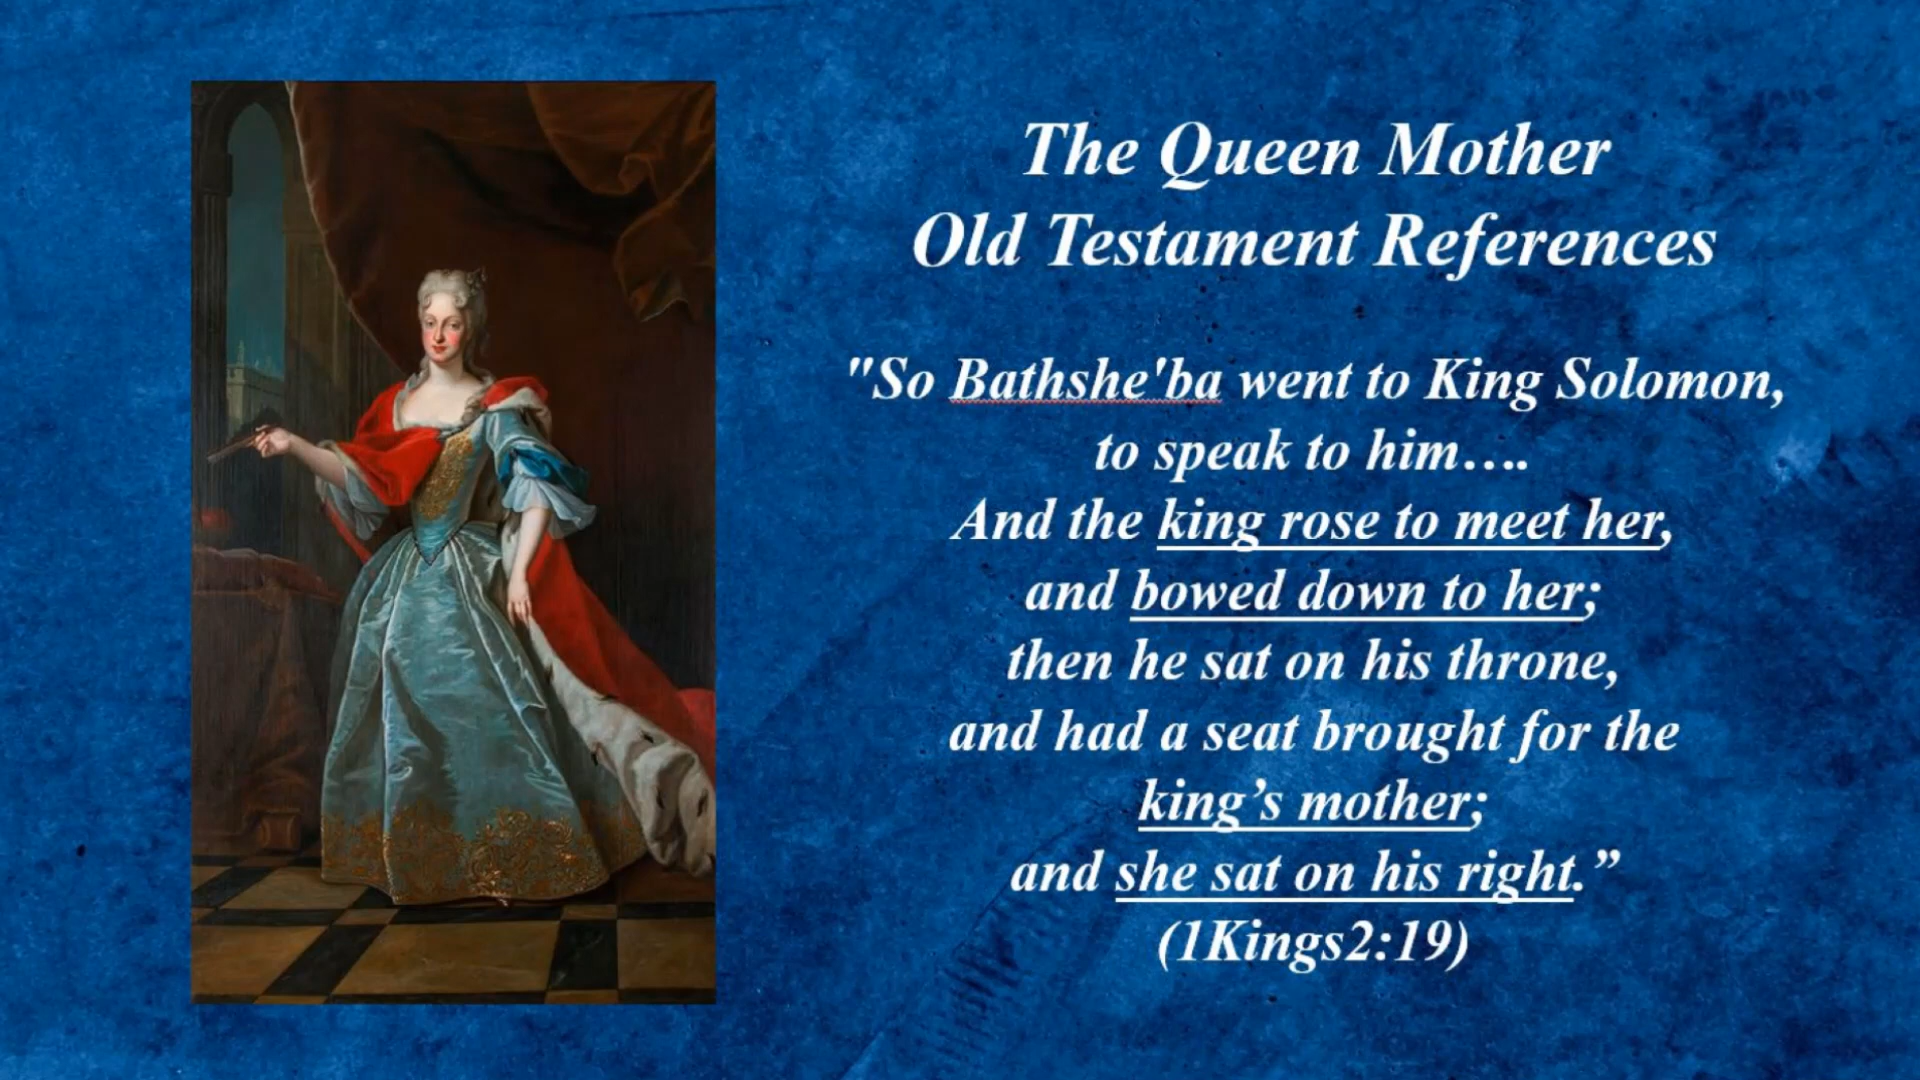 The Queen Mother
Old Testament References
"So Bathshe'ba went to King Solomon,
to speak to him….
And the king rose to meet her,
and bowed down to her;
then he sat on his throne,
and had a seat brought for the
king’s mother;
and she sat on his right.”
(1Kings2:19)